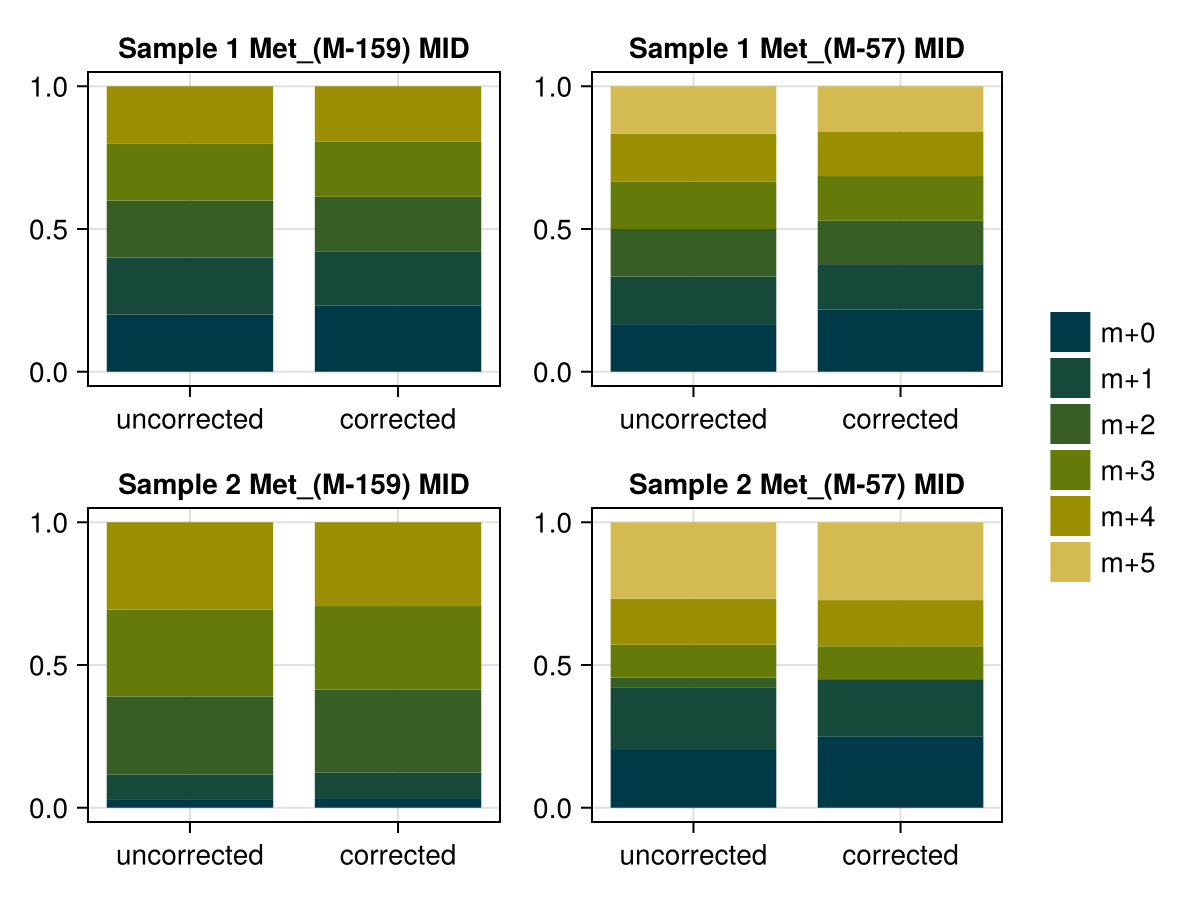 Sample 1 Met_(M-159) MID
1.0
0.5
0.0
uncorrected corrected
Sample 1 Met_(M-57) MID
1.0
0.5
0.0
uncorrected corrected
Sample 2 Met_(M-159) MID
1.0
0.5
0.0
uncorrected corrected
Sample 2 Met_(M-57) MID
1.0
0.5
0.0
uncorrected corrected
m+0
m+1
m+2
m+3
m+4
m+5